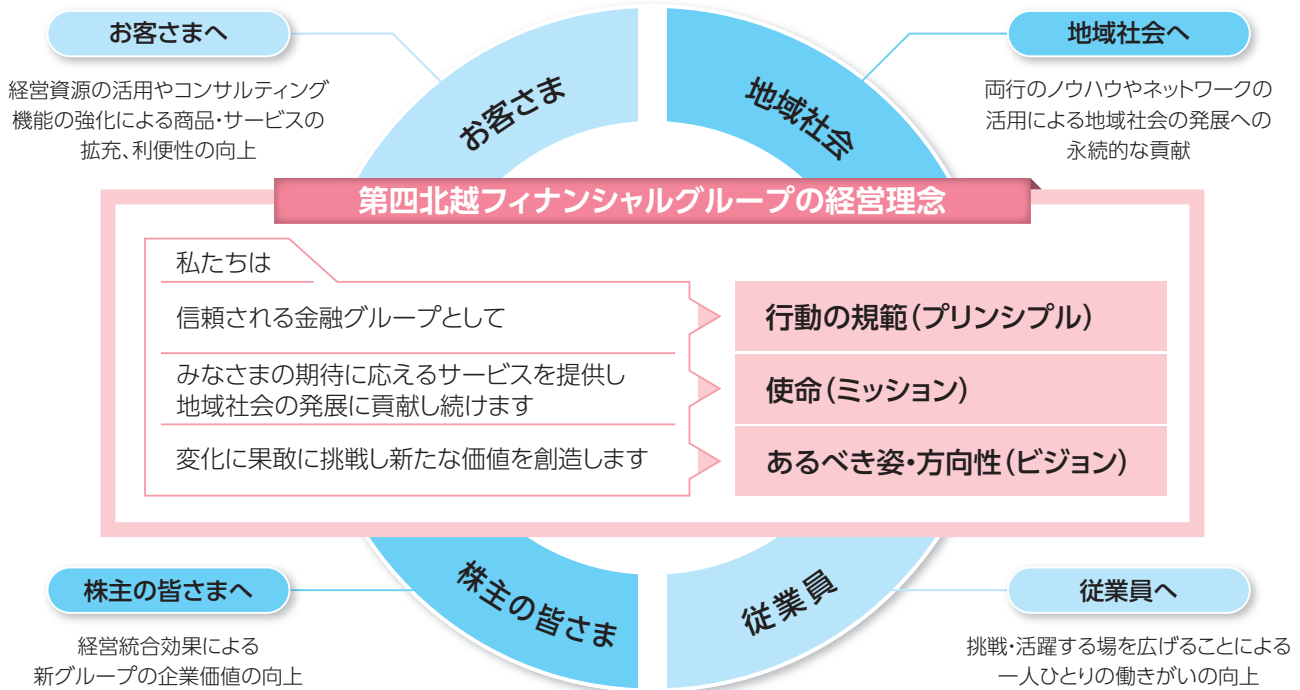 お客さまへ
経営資源の活用やコンサルティング
機能の強化による商品・サービスの
拡充、利便性の向上
お客さま
地域社会
地域社会へ
両行のノウハウやネットワークの
活用による地域社会の発展への
永続的な貢献
第四北越フィナンシャルグループの経営理念
私たちは
信頼される金融グループとして
行動の規範(プリンシプル)
みなさまの期待に応えるサービスを提供し
地域社会の発展に貢献し続けます
使命(ミッション)
変化に果敢に挑戦し新たな価値を創造します
あるべき姿・方向性(ビジョン)
株主の皆さまへ
経営統合効果による
新グループの企業価値の向上
株主の皆さま
従業員
従業員へ
挑戦・活躍する場を広げることによる
一人ひとりの働きがいの向上